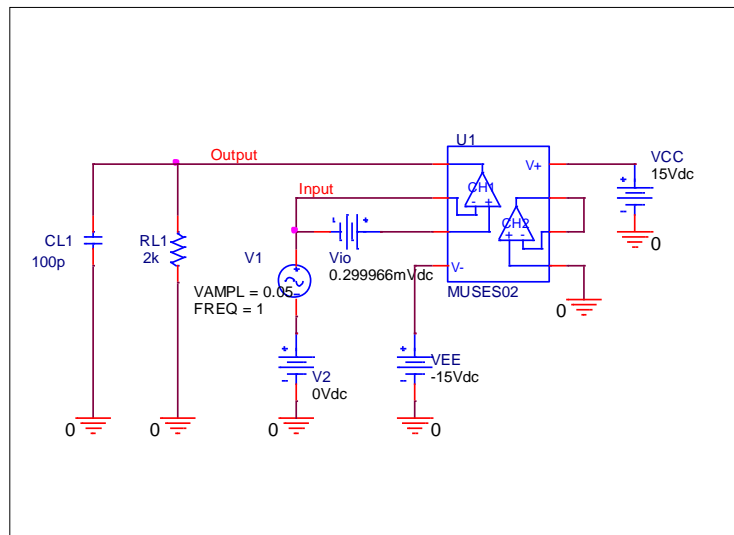 U1
Output
V+
VCC
15Vdc
CH1
- +
Input
CH2
+ -
CL1
100p
RL1
2k
V1
Vio
0.299966mVdc
V-
MUSES02
0
VAMPL = 0.05
FREQ = 1
0
V2
0Vdc
VEE
-15Vdc
0
0
0
0